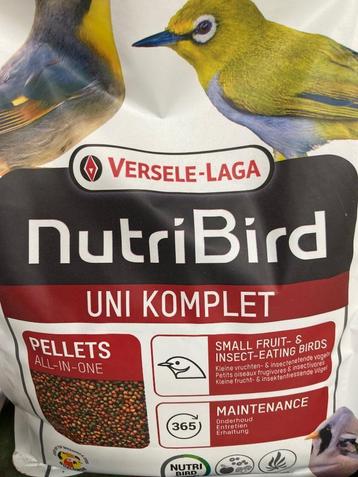 VERSELE-LAGA
NutriBird
UNI KOMPLET
PELLETS
ALL-IN-ONE
SMALL FRUIT- &
INSECT-EATING BIRDS
Kleine vruchten- & insectenetende vogels
Petits oiseaux frugivores & insectivores
Kleine frucht- & insektenfressende Vögel
365
MAINTENANCE
Onderhoud
Entretien
Erhaltung
NUTRI
BIRD